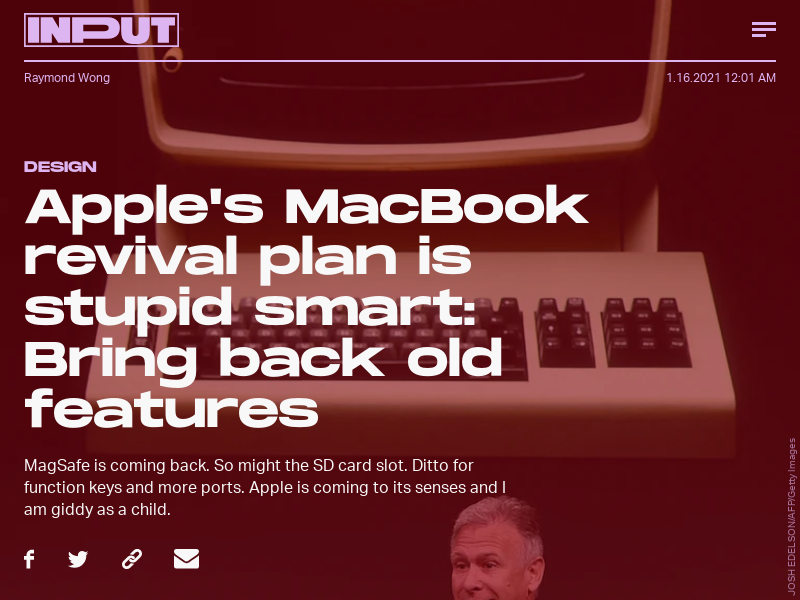 INPUT
Raymond Wong
1.16.2021 12:01 AM
DESIGN
Apple's MacBook
revival plan is
stupid smart:
Bring back old
features
MagSafe is coming back. So might the SD card slot. Ditto for
function keys and more ports. Apple is coming to its senses and I
am giddy as a child.
JOSH EDELSON/AFP/Getty Images